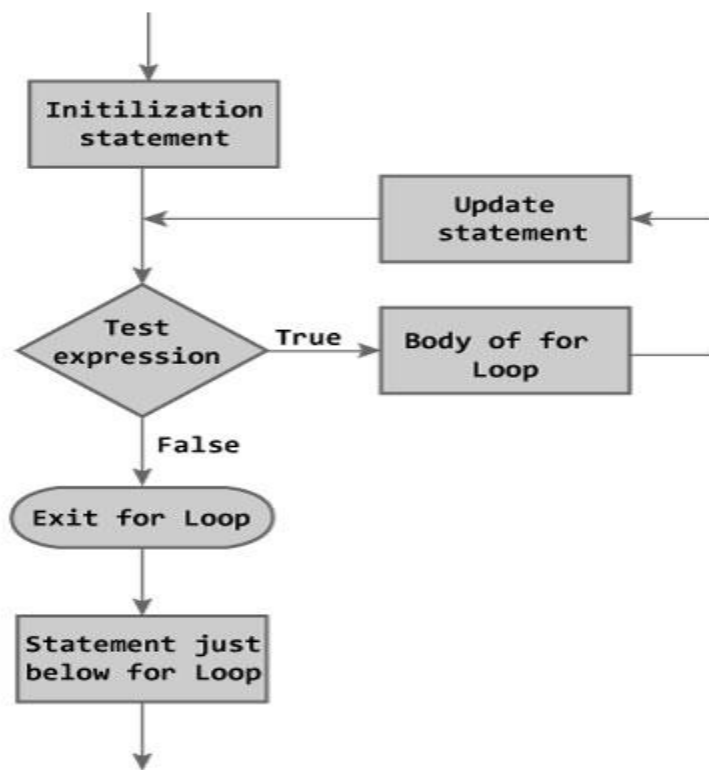 Initilization
statement
Update
statement
Test
expression
True
Body of for
Loop
False
Exit for Loop
Statement just
below for Loop